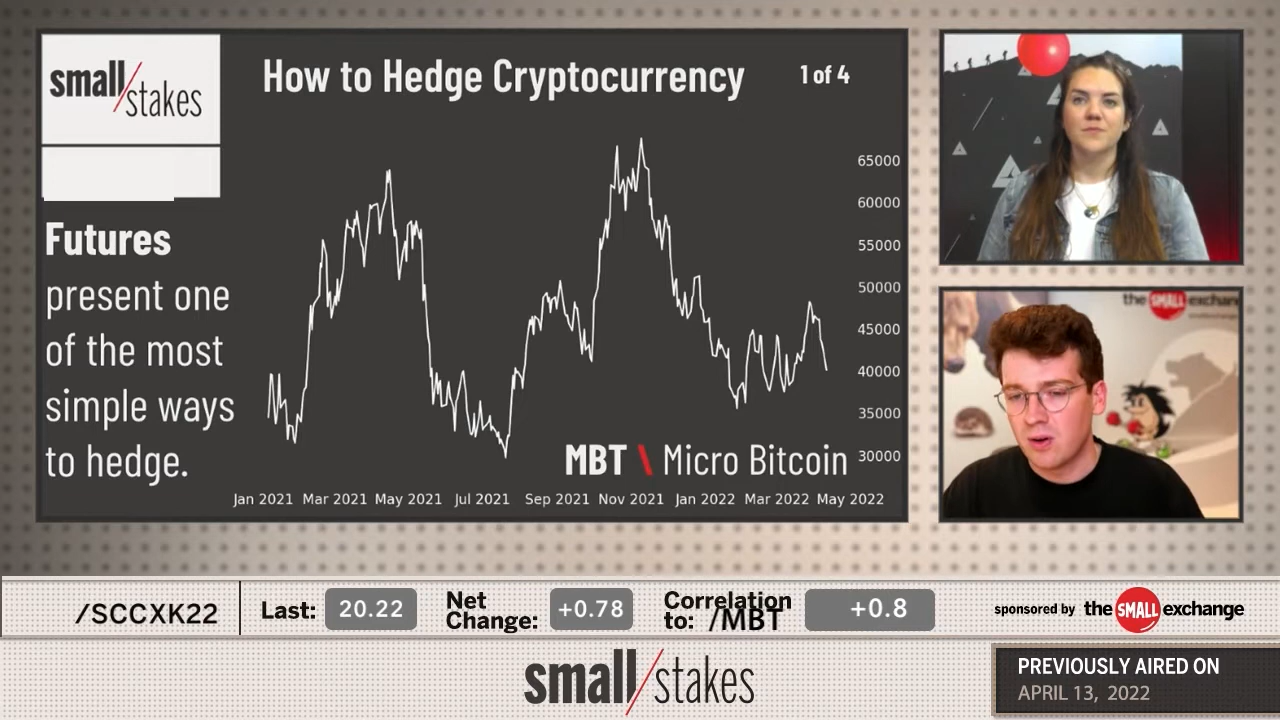 small/stakes
How to Hedge Cryptocurrency
1 of 4
Futures
present one
of the most
simple ways
to hedge.
65000
60000
55000
50000
45000
40000
35000
30000
MBT \ Micro Bitcoin
Jan 2021 Mar 2021 May 2021 Jul 2021 Sep 2021 Nov 2021 Jan 2022 Mar 2022 May 2022
the SMALL exchan
/SCCXK22
Last: 20.22
Net
Change: +0.78
Correlation
to: /MBT +0.8
sponsored by the SMALL exchange
small/stakes
PREVIOUSLY AIRED ON
APRIL 13, 2022